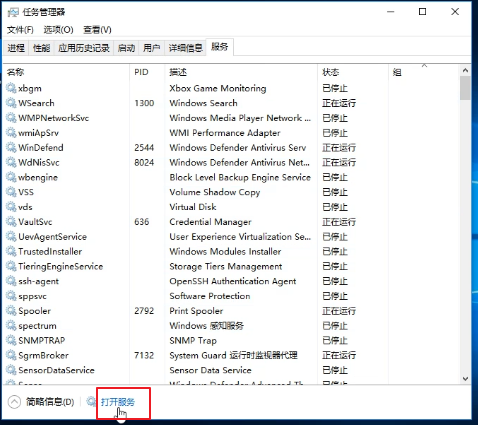 任务管理器
文件(F) 选项(O) 查看(V)
进程 性能 应用历史记录 启动 用户 详细信息 服务
名称 PID 描述 状态 组
xbgm Xbox Game Monitoring 已停止
WSearch 1300 Windows Search 正在运行
WMPNetworkSvc Windows Media Player Network ... 已停止
wmiApSrv WMI Performance Adapter 已停止
WinDefend 2544 Windows Defender Antivirus Serv 正在运行
WdNisSvc 8024 Windows Defender Antivirus Net... 正在运行
wbengine Block Level Backup Engine Service 已停止
VSS Volume Shadow Copy 已停止
vds Virtual Disk 已停止
VaultSvc 636 Credential Manager 正在运行
UevAgentService User Experience Virtualization Se... 已停止
TrustedInstaller Windows Modules Installer 已停止
TieringEngineService Storage Tiers Management 已停止
ssh-agent OpenSSH Authentication Agent 已停止
sppsvc Software Protection 已停止
Spooler 2792 Print Spooler 正在运行
spectrum Windows 感知服务 已停止
SNMPTRAP SNMP Trap 已停止
SgrmBroker 7132 System Guard 运行时监视器代理 正在运行
SensorDataService Sensor Data Service 已停止
简略信息(D) 打开服务